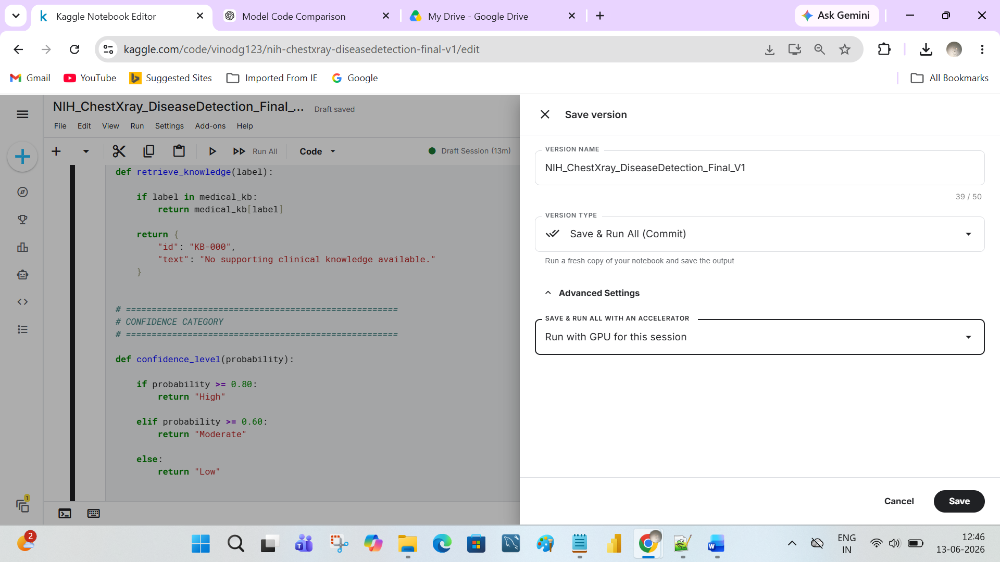 Kaggle Notebook Editor
Model Code Comparison
My Drive - Google Drive
Ask Gemini
kaggle.com/code/vinodg123/nih-chestxray-diseasedetection-final-v1/edit
Gmail
YouTube
Suggested Sites
Imported From IE
Google
All Bookmarks
NIH_ChestXray_DiseaseDetection_Final_...
Draft saved
File Edit View Run Settings Add-ons Help
Run All
Code
Draft Session (13m)
def retrieve_knowledge(label):
if label in medical_kb:
return medical_kb[label]
return {
"id": "KB-000",
"text": "No supporting clinical knowledge available."
}
# ====================================================
# CONFIDENCE CATEGORY
# ====================================================
def confidence_level(probability):
if probability >= 0.80:
return "High"
elif probability >= 0.60:
return "Moderate"
else:
return "Low"
1
Save version
VERSION NAME
NIH_ChestXray_DiseaseDetection_Final_V1
39 / 50
VERSION TYPE
Save & Run All (Commit)
Run a fresh copy of your notebook and save the output
Advanced Settings
SAVE & RUN ALL WITH AN ACCELERATOR
Run with GPU for this session
Cancel
Save
2
ENG
IN
12:46
13-06-2026